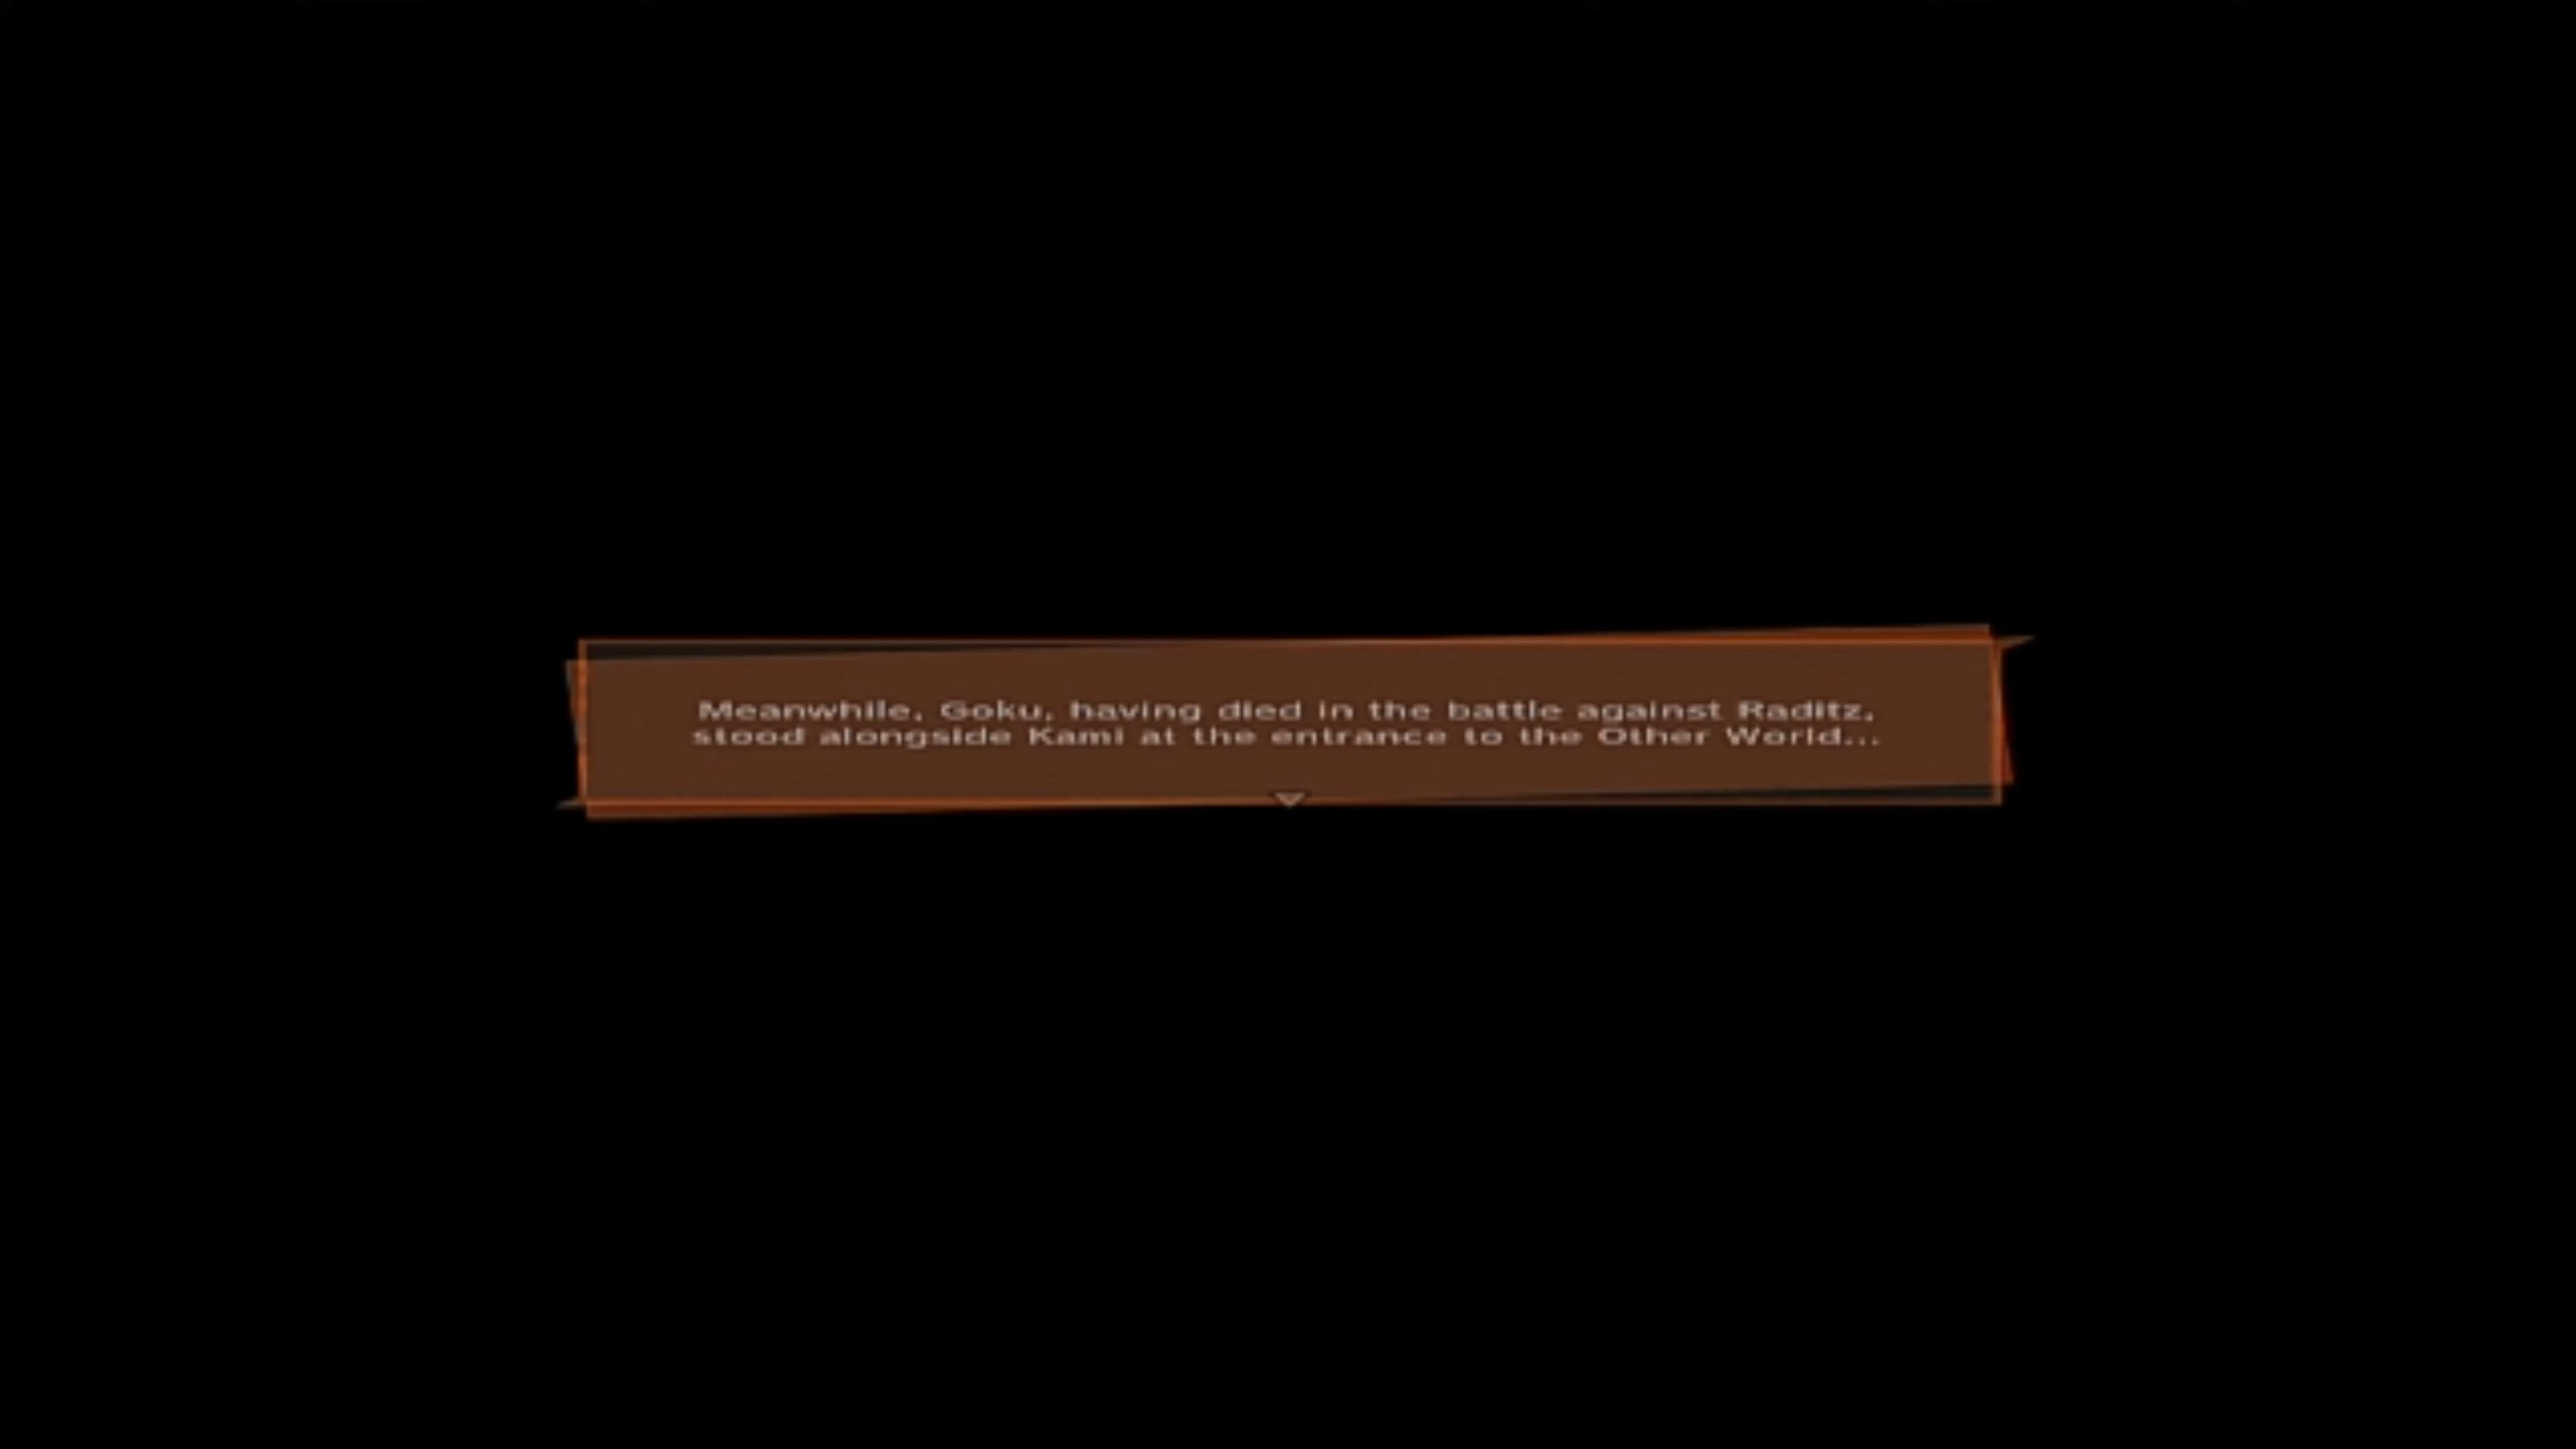 Meanwhile, Goku, having died in the battle against Raditz,
stood alongside Kami at the entrance to the Other World...